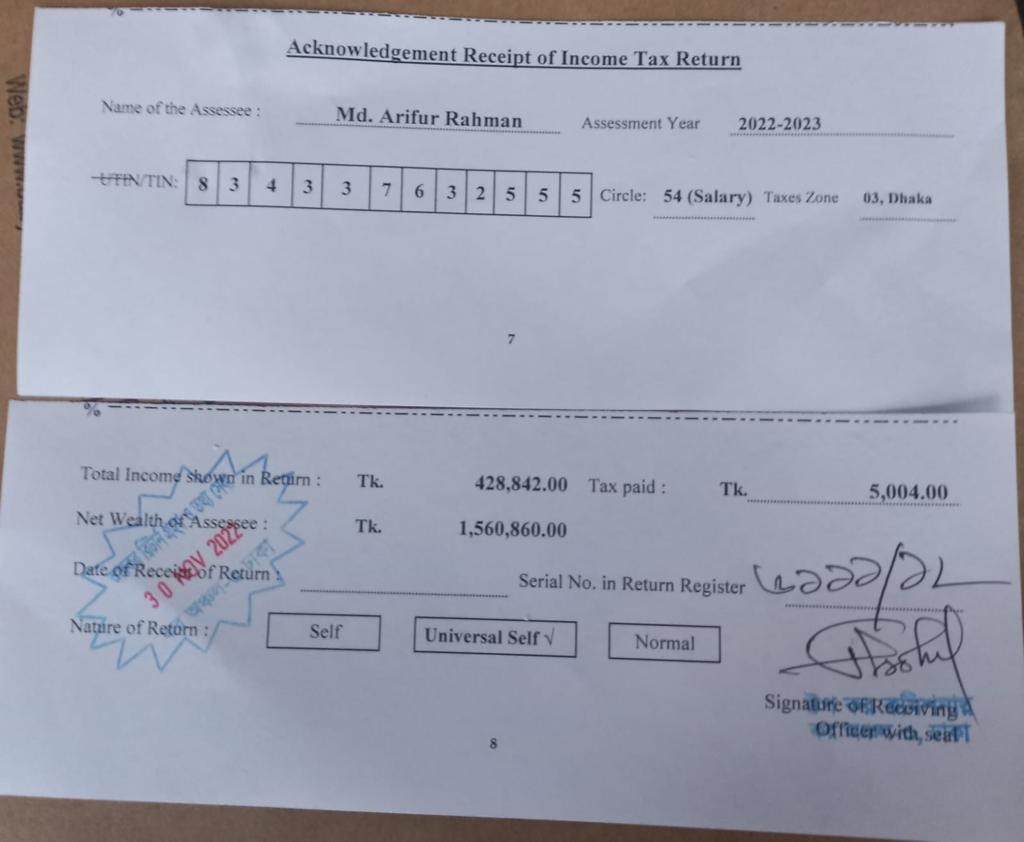 Acknowledgement Receipt of Income Tax Return
Name of the Assessee : Md. Arifur Rahman Assessment Year 2022-2023
UTIN/TIN: 8 3 4 3 3 7 6 3 2 5 5 5 Circle: 54 (Salary) Taxes Zone 03, Dhaka
7
Total Income shown in Return : Tk. 428,842.00 Tax paid : Tk. 5,004.00
Net Wealth of Assessee : Tk. 1,560,860.00
30 NOV 2022
Date of Receipt of Return : Serial No. in Return Register
Nature of Return : Self Universal Self √ Normal
Signature of Receiving
Officer with seal
8
Web: www.